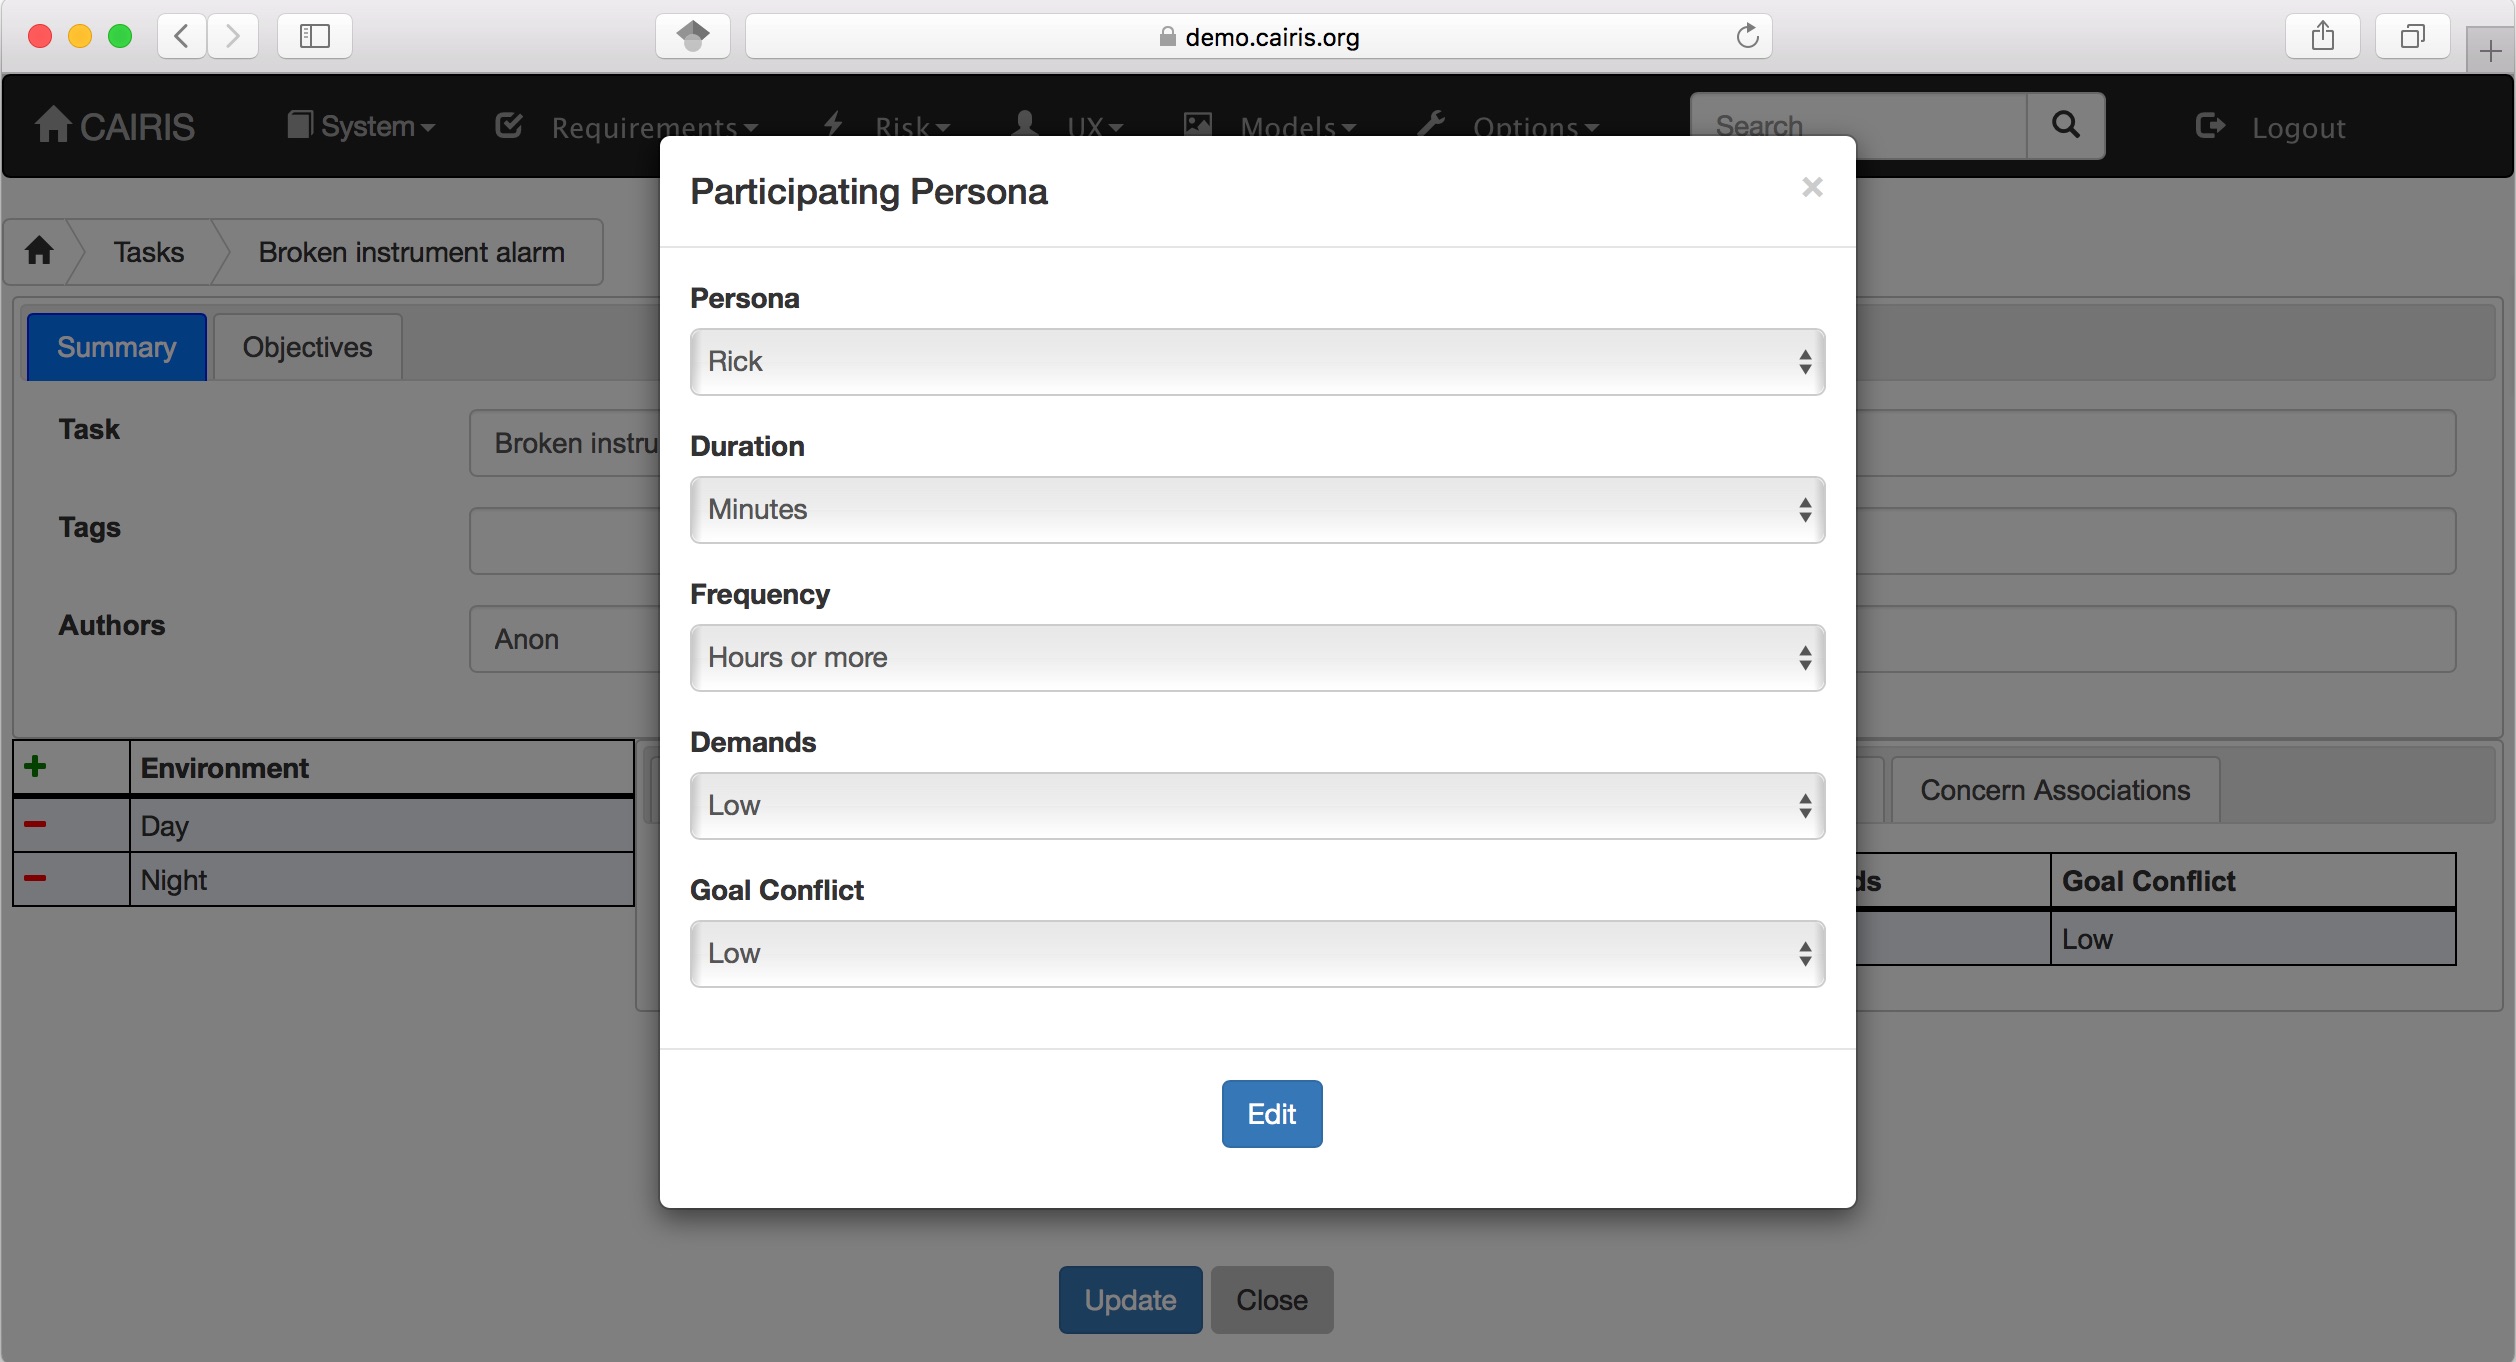 demo.cairis.org
CAIRIS System Requirements Risk UX Models Options Search Logout
Participating Persona ×
Tasks Broken instrument alarm
Persona
Rick
Summary Objectives
Task Broken instru
Duration
Minutes
Tags
Frequency
Hours or more
Authors Anon
Demands
Low
Environment
Day
Night
Concern Associations
Goal Conflict
Low
ds Goal Conflict
Low
Edit
Update Close